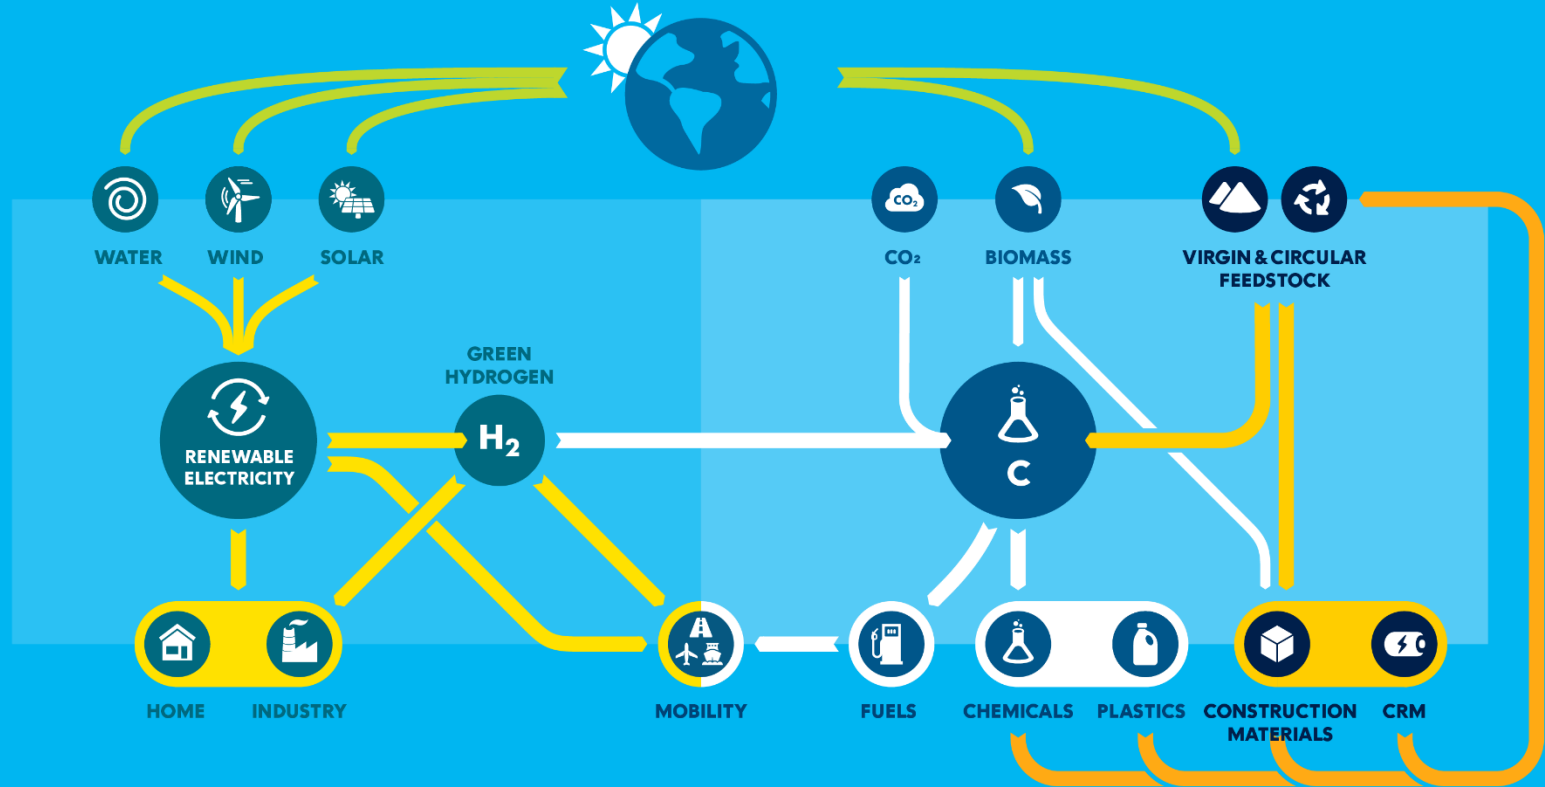 CO₂
WATER
WIND
SOLAR
CO₂
BIOMASS
VIRGIN & CIRCULAR
FEEDSTOCK
GREEN
HYDROGEN
H₂
RENEWABLE
ELECTRICITY
C
HOME
INDUSTRY
MOBILITY
FUELS
CHEMICALS
PLASTICS
CONSTRUCTION
MATERIALS
CRM